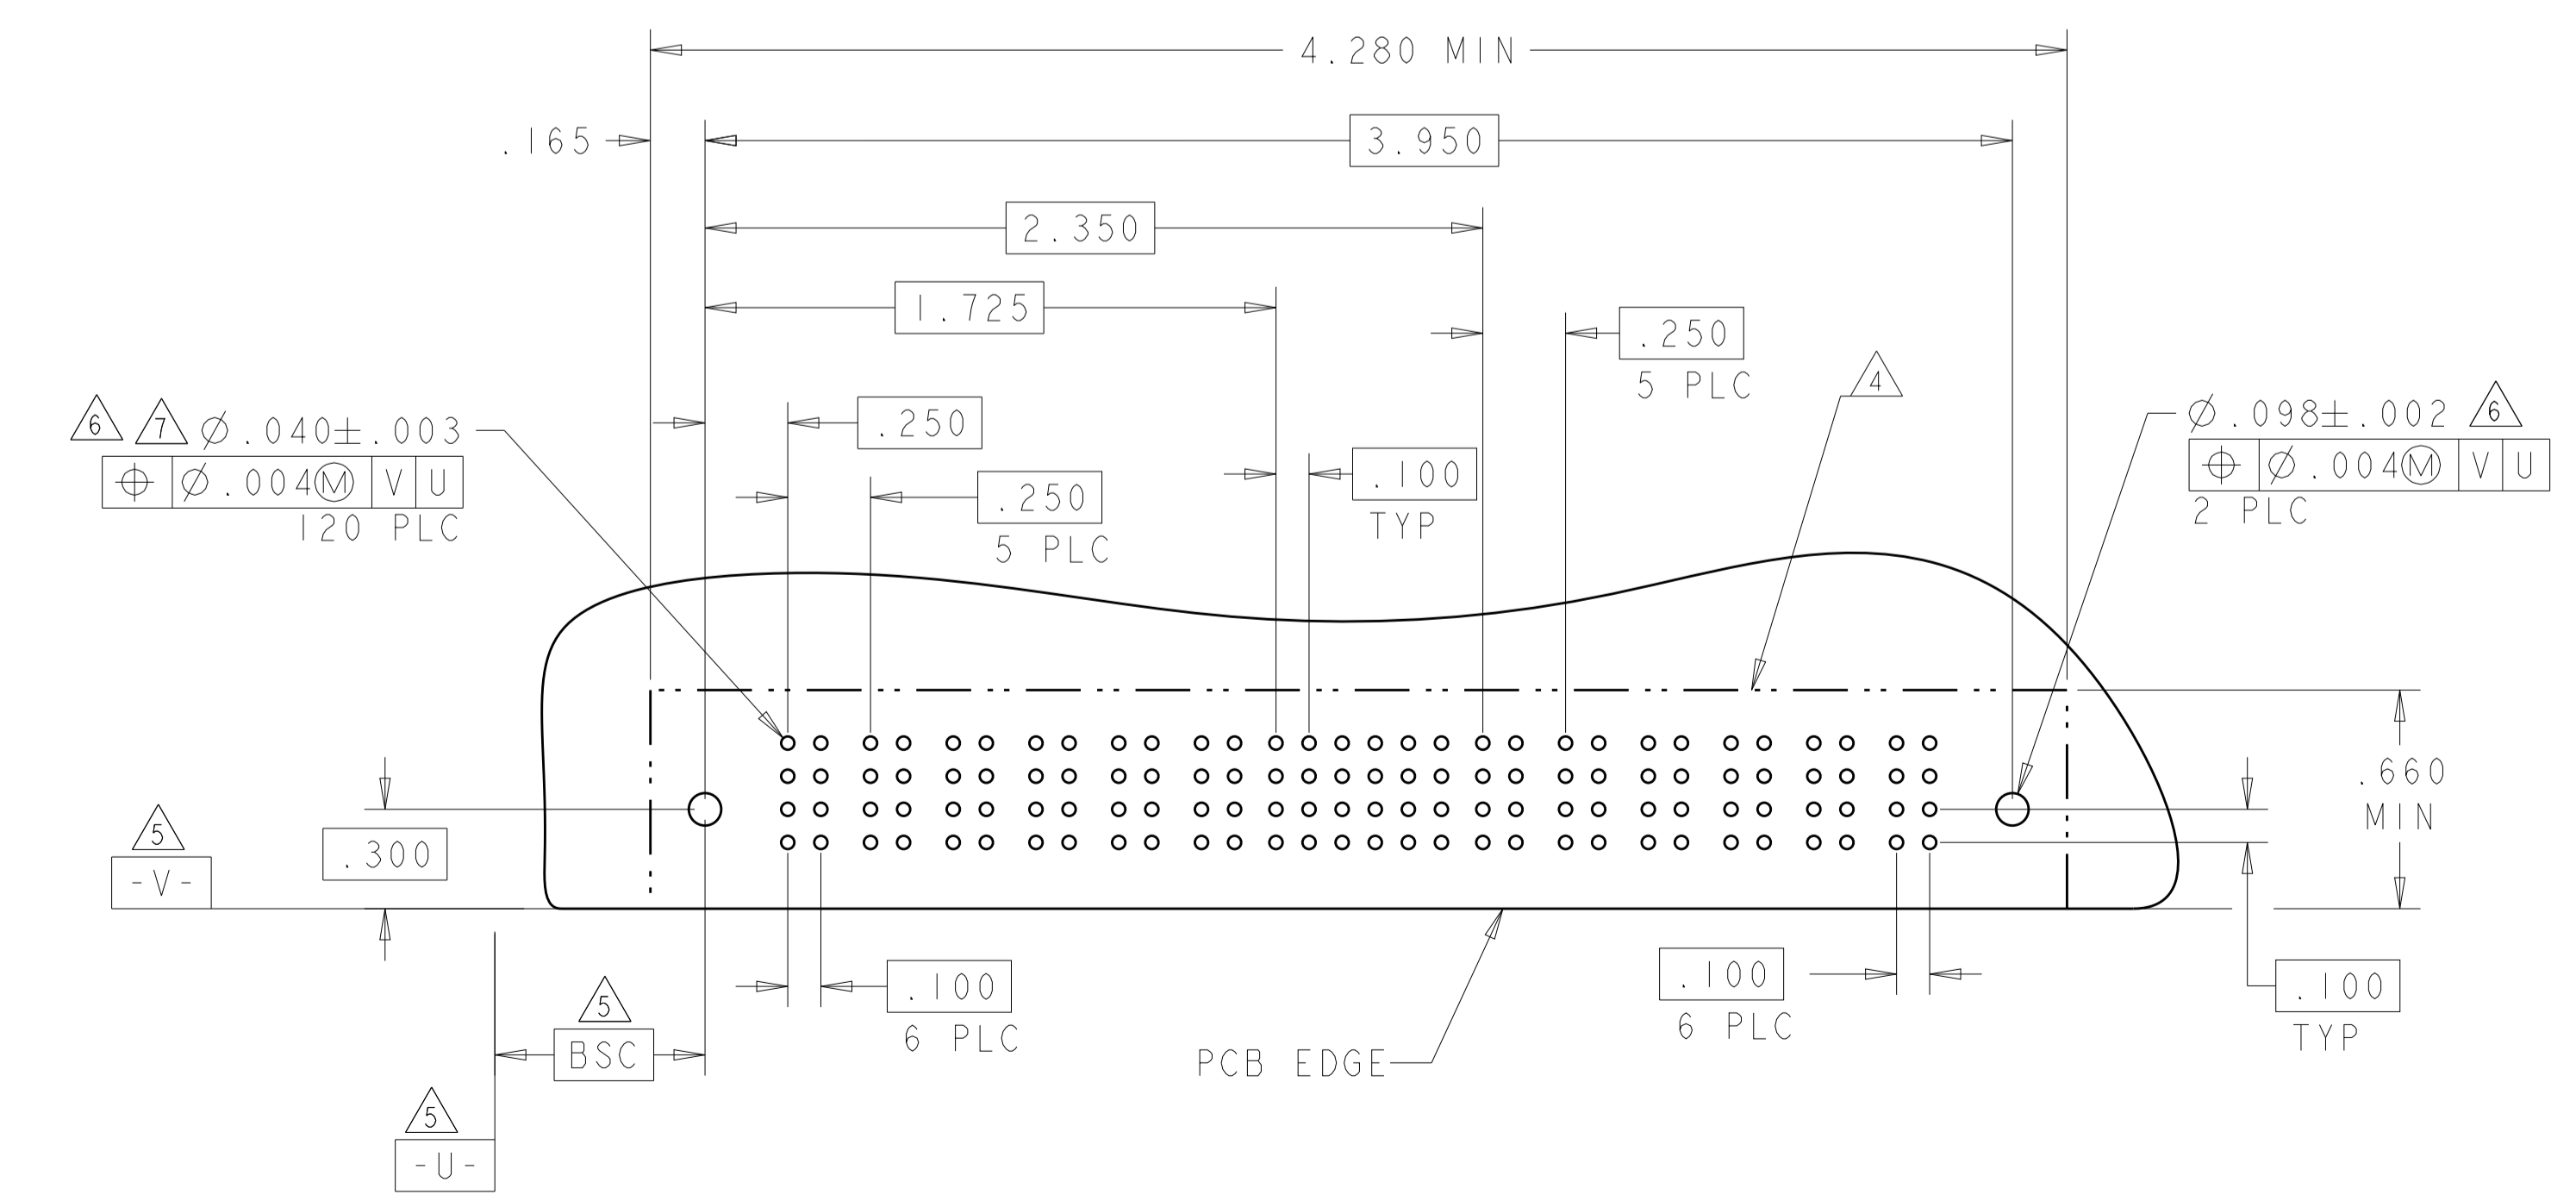 4.280 MIN
.165
3.950
2.350
1.725
.250
5 PLC
4
6 7 Ø.040±.003
⌖ Ø.004Ⓜ V U
120 PLC
.250
.250
5 PLC
.100
TYP
Ø.098±.002 6
⌖ Ø.004Ⓜ V U
2 PLC
.660
MIN
5
-V-
.300
.100
6 PLC
5
BSC
5
-U-
PCB EDGE
.100
6 PLC
.100
TYP